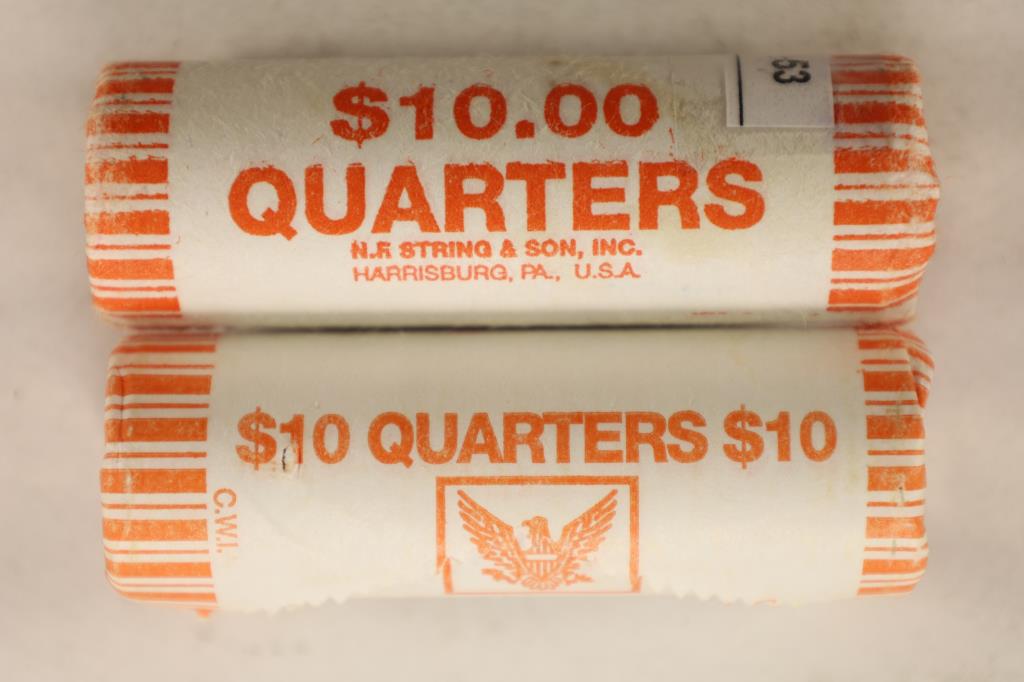 $10.00
53
QUARTERS
N.F. STRING & SON, INC.
HARRISBURG, PA., U.S.A.
$10 QUARTERS $10
C.W.I.